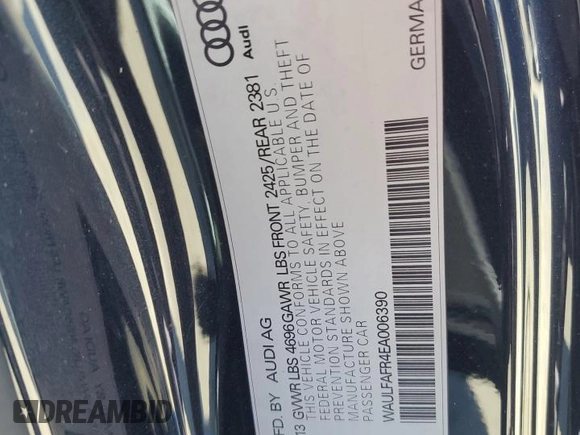 Audi
GERMA
FD. BY AUDI AG
13 GVWR LBS 4696 GAWR LBS FRONT 2425/REAR 2381
THIS VEHICLE CONFORMS TO ALL APPLICABLE U.S.
FEDERAL MOTOR VEHICLE SAFETY, BUMPER AND THEFT
PREVENTION STANDARDS IN EFFECT ON THE DATE OF
MANUFACTURE SHOWN ABOVE
PASSENGER CAR
WAULFAFR4EA006390
DREAMBID